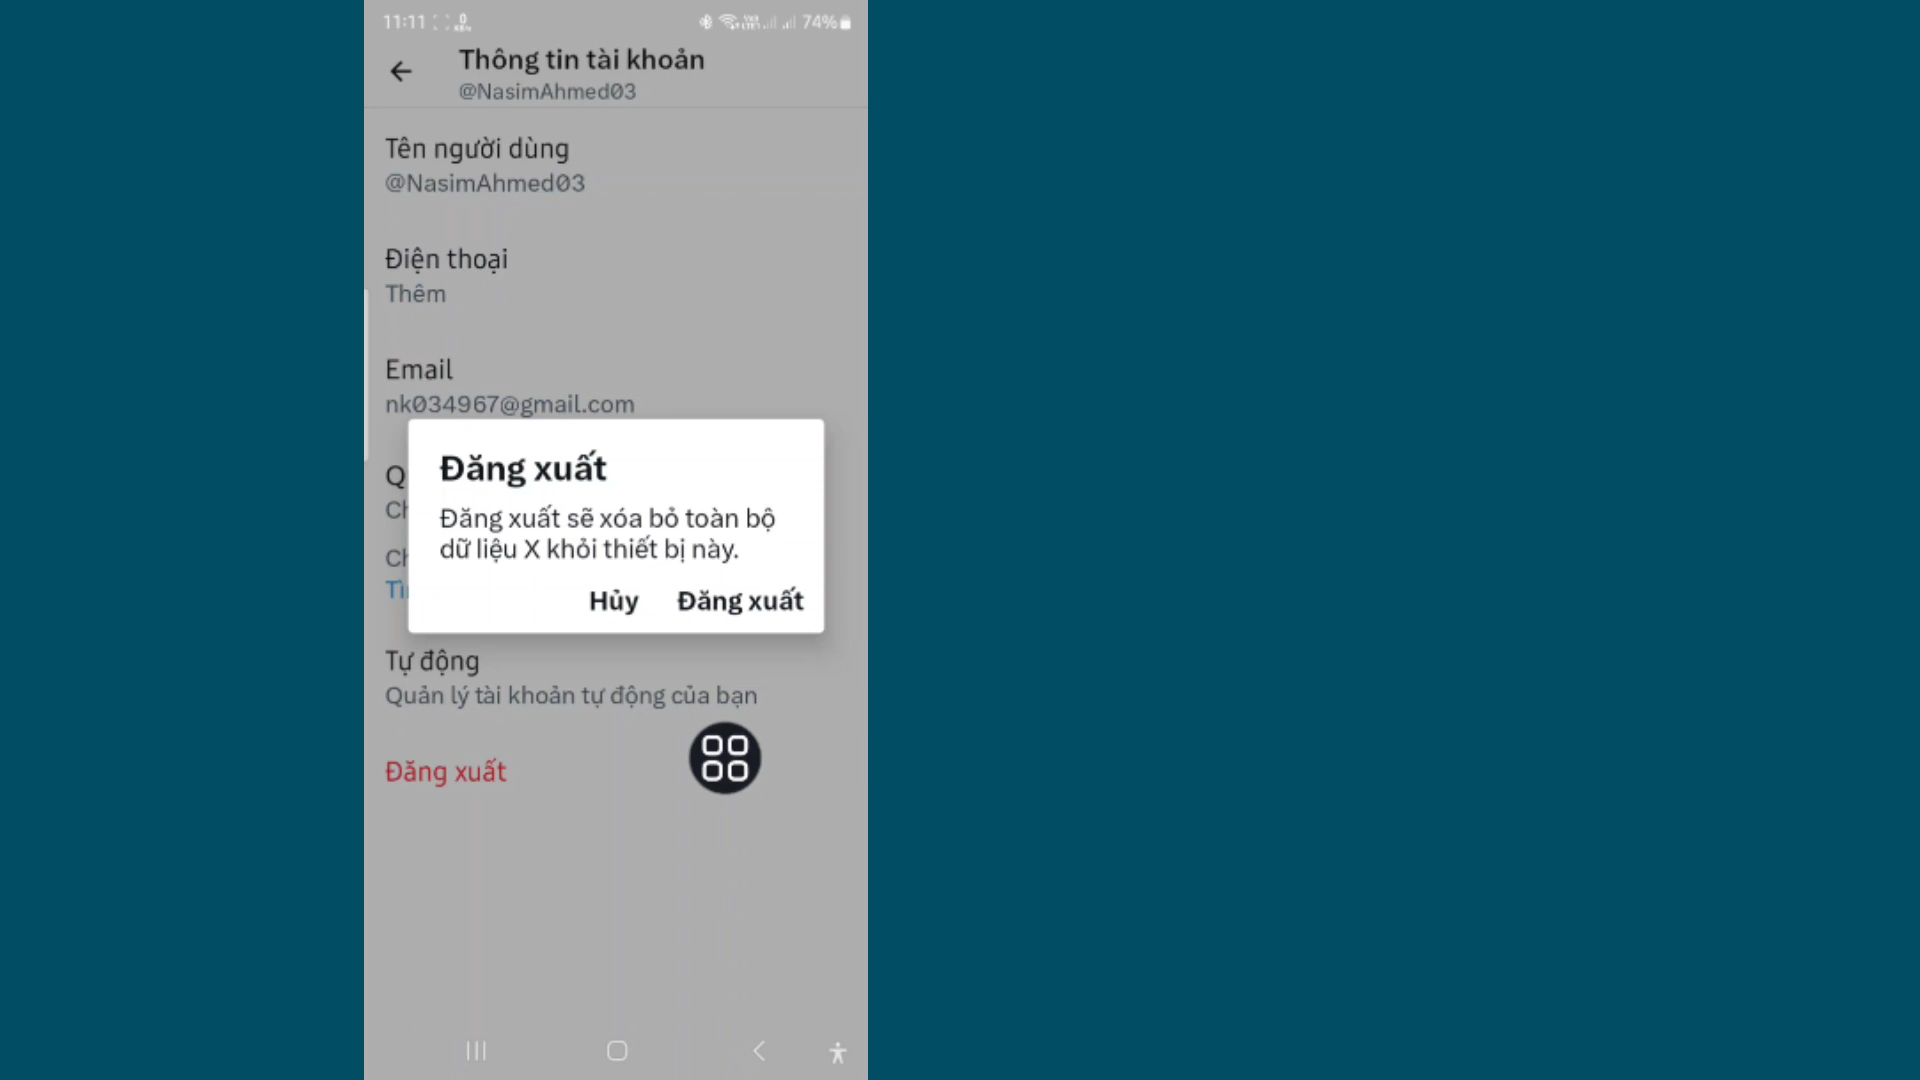 11:11 74%
Thông tin tài khoản
@NasimAhmed03
Tên người dùng
@NasimAhmed03
Điện thoại
Thêm
Email
nk034967@gmail.com
Đăng xuất
Đăng xuất sẽ xóa bỏ toàn bộ
dữ liệu X khỏi thiết bị này.
Hủy Đăng xuất
Tự động
Quản lý tài khoản tự động của bạn
Đăng xuất